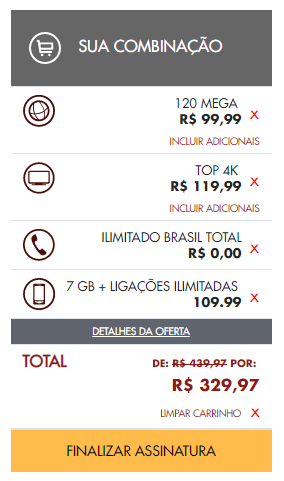 SUA COMBINAÇÃO
120 MEGA
R$ 99,99 X
INCLUIR ADICIONAIS
TOP 4K
R$ 119,99 X
INCLUIR ADICIONAIS
ILIMITADO BRASIL TOTAL
R$ 0,00 X
7 GB + LIGAÇÕES ILIMITADAS
109.99 X
DETALHES DA OFERTA
TOTAL DE: R$ 439,97 POR:
R$ 329,97
LIMPAR CARRINHO X
FINALIZAR ASSINATURA